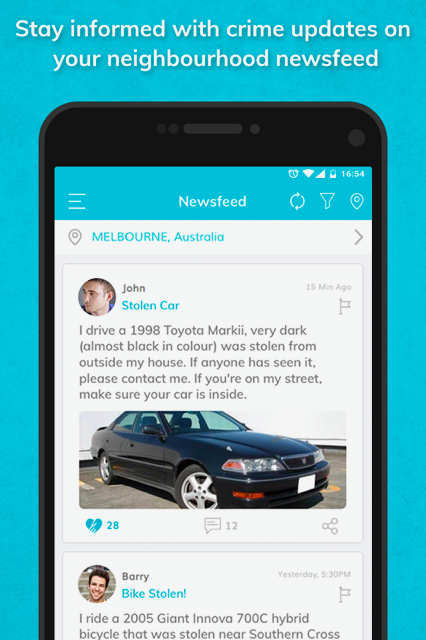 Stay informed with crime updates on
your neighbourhood newsfeed
16:54
Newsfeed
MELBOURNE, Australia
John
15 Min Ago
Stolen Car
I drive a 1998 Toyota Markii, very dark
(almost black in colour) was stolen from
outside my house. If anyone has seen it,
please contact me. If you're on my street,
make sure your car is inside.
28
12
Barry
Yesterday, 5:30PM
Bike Stolen!
I ride a 2005 Giant Innova 700C hybrid
bicycle that was stolen near Southern Cross